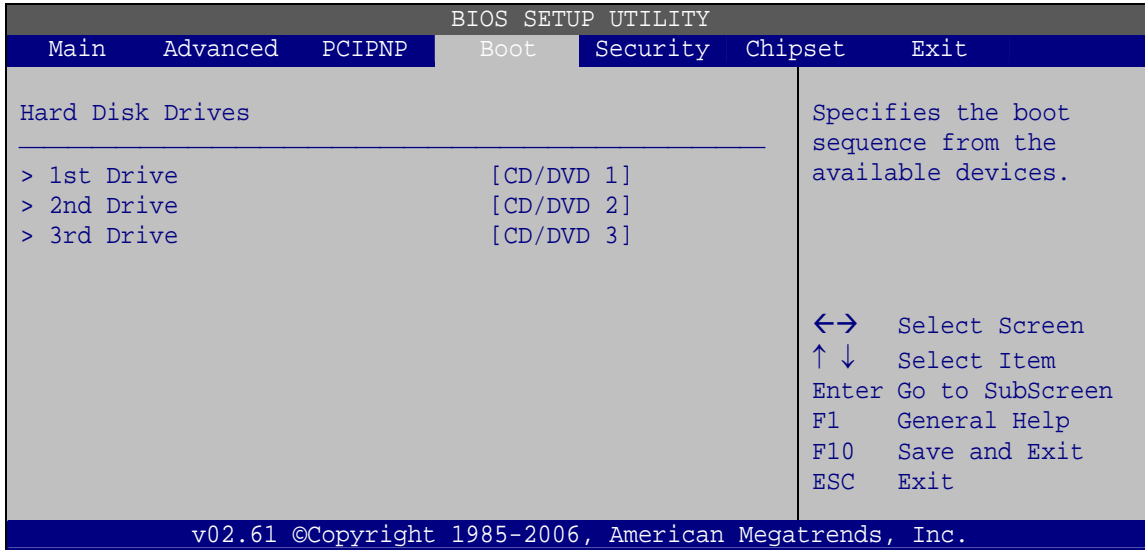 BIOS SETUP UTILITY
Main Advanced PCIPNP Boot Security Chipset Exit
Hard Disk Drives
> 1st Drive [CD/DVD 1]
> 2nd Drive [CD/DVD 2]
> 3rd Drive [CD/DVD 3]
Specifies the boot
sequence from the
available devices.
←→ Select Screen
↑ ↓ Select Item
Enter Go to SubScreen
F1 General Help
F10 Save and Exit
ESC Exit
v02.61 ©Copyright 1985-2006, American Megatrends, Inc.